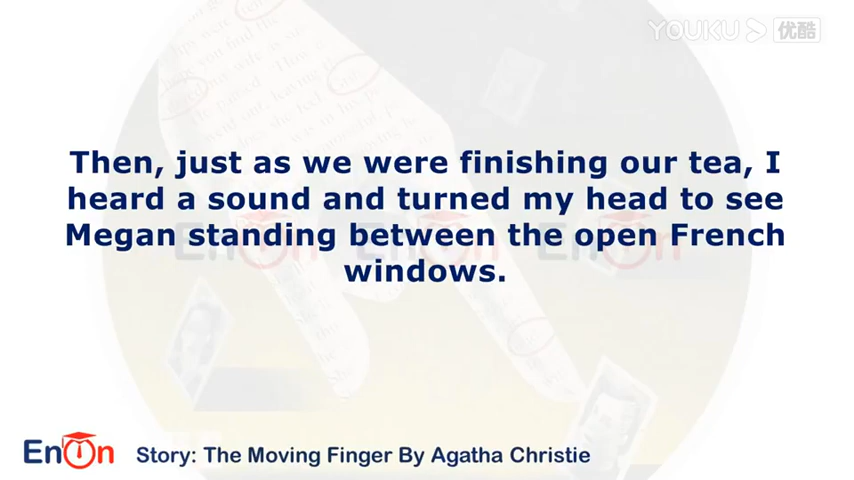 YOUKU 优酷
Then, just as we were finishing our tea, I
heard a sound and turned my head to see
Megan standing between the open French
windows.
EnOn
Story: The Moving Finger By Agatha Christie